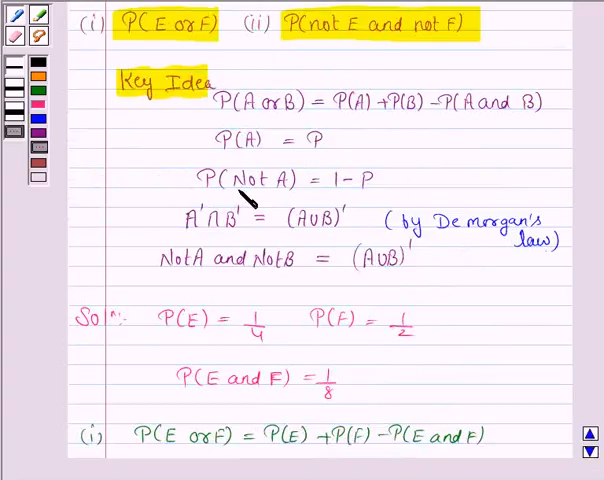 (i) P(E or F) (ii) P(not E and not F)
Key Idea
P(A or B) = P(A) + P(B) - P(A and B)
P(A) = P
P(Not A) = 1 - P
A'∩B' = (A∪B)' (by De morgan's law)
Not A and Not B = (A∪B)'
Soln: P(E) = 1/4 P(F) = 1/2
P(E and F) = 1/8
(i) P(E or F) = P(E) + P(F) - P(E and F)